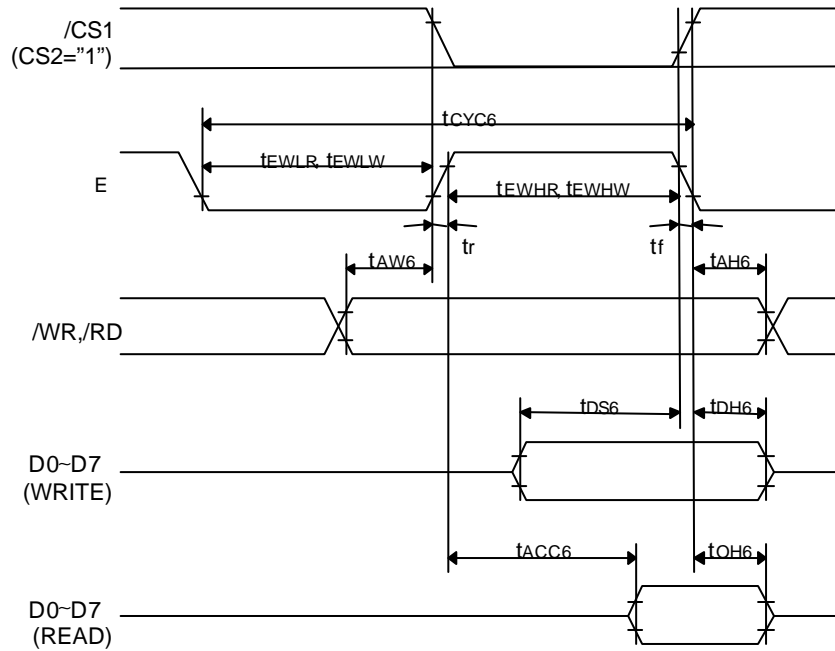 /CS1
(CS2="1")
tCYC6
tEWLR, tEWLW
E
tEWHR, tEWHW
tr
tf
tAW6
tAH6
/WR,/RD
tDS6
tDH6
D0~D7
(WRITE)
tACC6
tOH6
D0~D7
(READ)